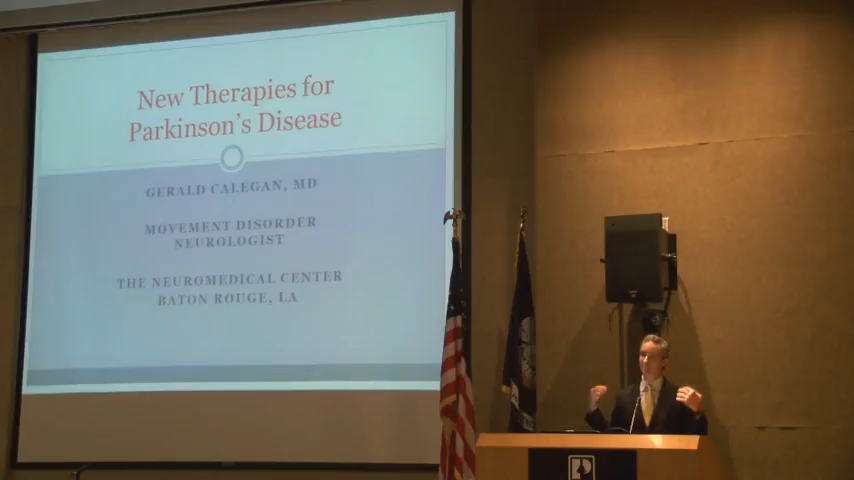 New Therapies for
Parkinson's Disease
GERALD CALEGAN, MD
MOVEMENT DISORDER
NEUROLOGIST
THE NEUROMEDICAL CENTER
BATON ROUGE, LA